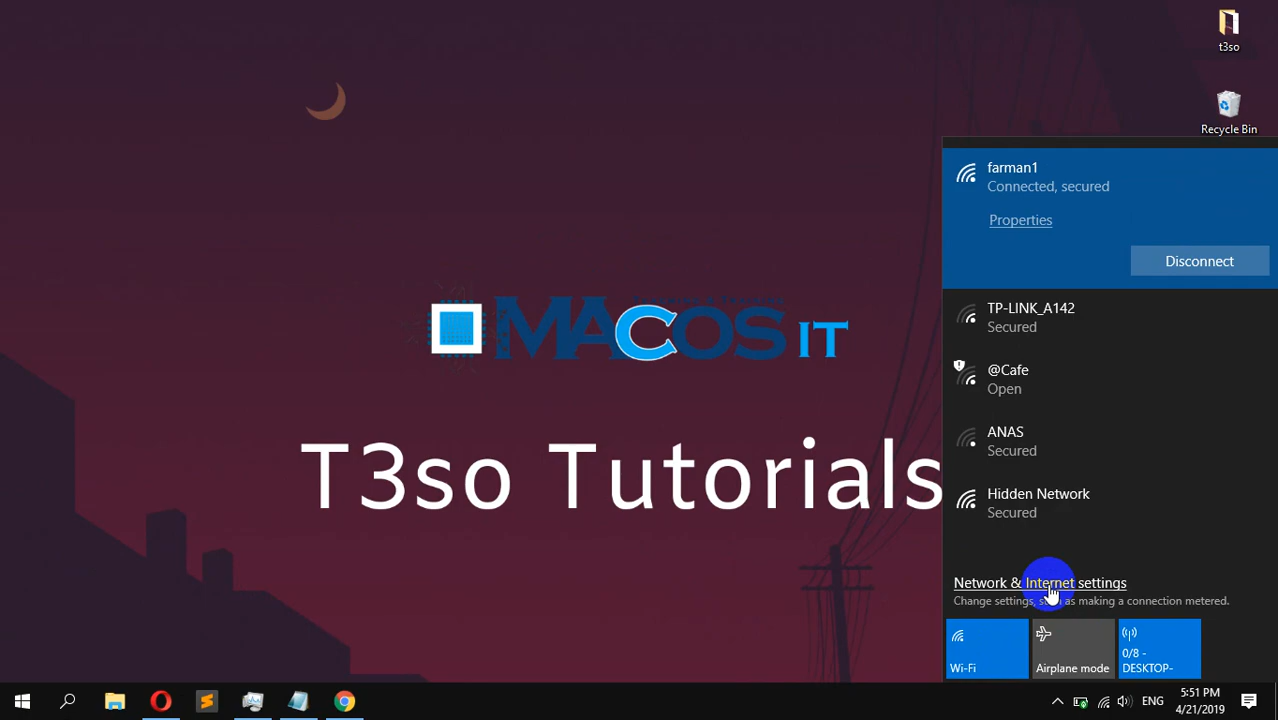 t3so
Recycle Bin
farman1
Connected, secured
Properties
Disconnect
TP-LINK_A142
Secured
@Cafe
Open
ANAS
Secured
Hidden Network
Secured
MACOS IT
T3so Tutorials
Network & Internet settings
Change settings, such as making a connection metered.
Wi-Fi
Airplane mode
0/8 -
DESKTOP-
ENG
5:51 PM
4/21/2019